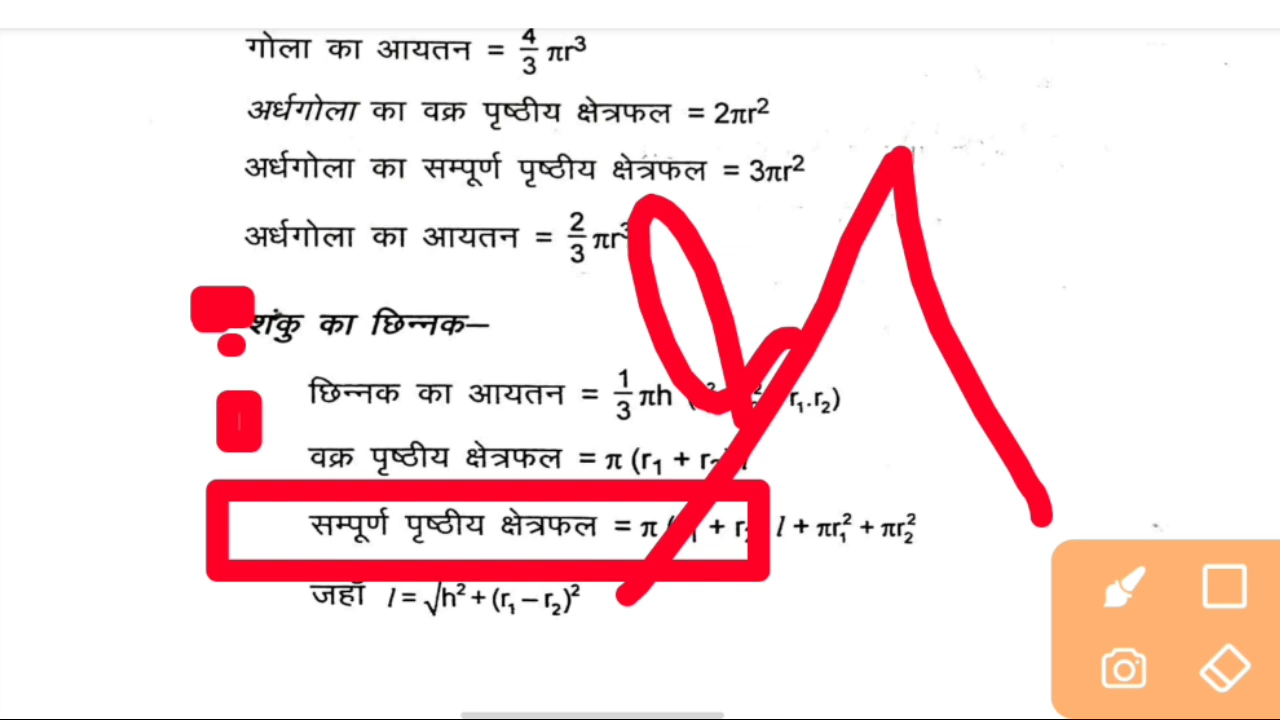 गोला का आयतन = 4/3 πr³
अर्धगोला का वक्र पृष्ठीय क्षेत्रफल = 2πr²
अर्धगोला का सम्पूर्ण पृष्ठीय क्षेत्रफल = 3πr²
अर्धगोला का आयतन = 2/3 πr³
शंकु का छिन्नक–
छिन्नक का आयतन = 1/3 πh ( r₁.r₂)
वक्र पृष्ठीय क्षेत्रफल = π (r₁ + r₂
सम्पूर्ण पृष्ठीय क्षेत्रफल = π ( + r l + πr₁² + πr₂²
जहाँ l = √h² + (r₁ – r₂)²